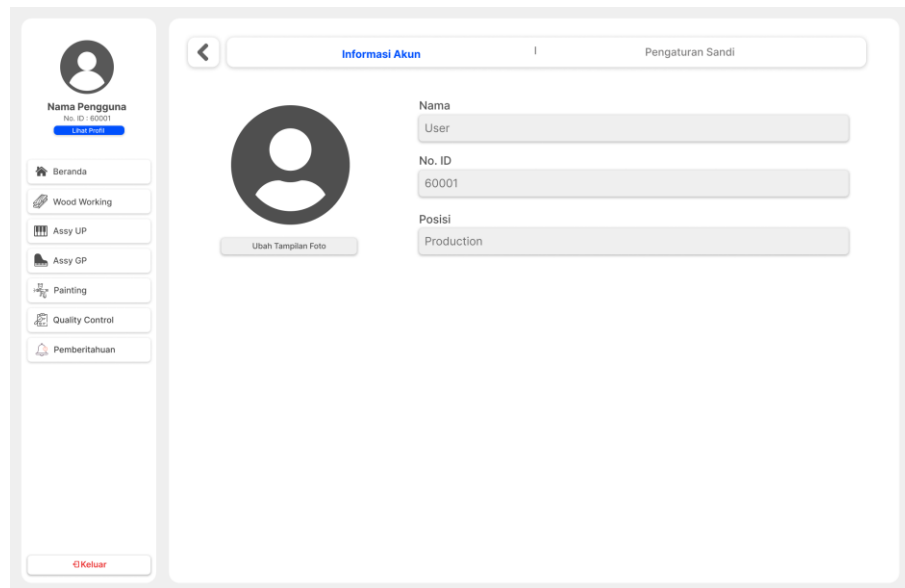 Nama Pengguna
No. ID : 60001
Lihat Profil
Beranda
Wood Working
Assy UP
Assy GP
Painting
Quality Control
Pemberitahuan
Keluar
Informasi Akun | Pengaturan Sandi
Ubah Tampilan Foto
Nama
User
No. ID
60001
Posisi
Production